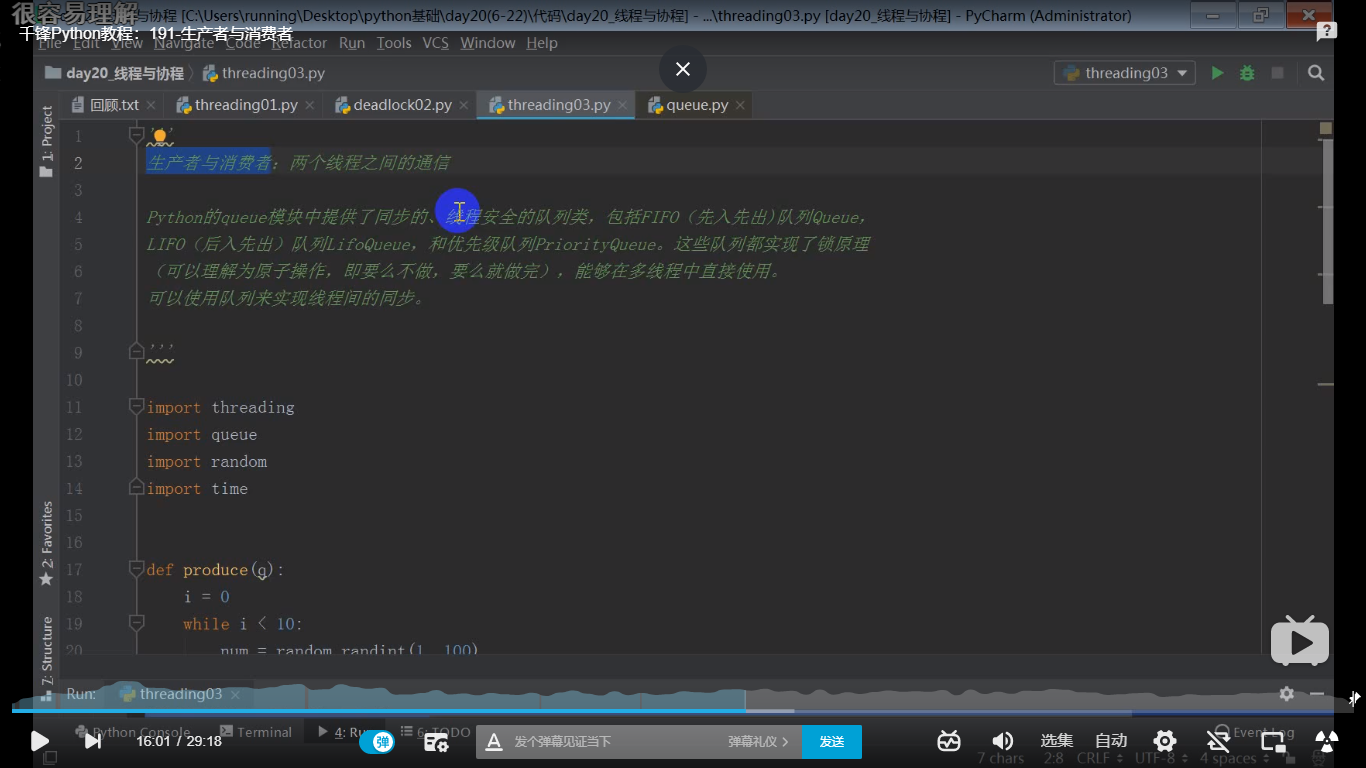 很容易理解
与协程 [C:\Users\running\Desktop\python基础\day20(6-22)\代码\day20_线程与协程] - ...\threading03.py [day20_线程与协程] - PyCharm (Administrator)
千锋Python教程：191-生产者与消费者
File Edit View Navigate Code Refactor Run Tools VCS Window Help
day20_线程与协程 threading03.py threading03
回顾.txt threading01.py deadlock02.py threading03.py queue.py
1: Project
1 '''
2 生产者与消费者：两个线程之间的通信
3
4 Python的queue模块中提供了同步的、线程安全的队列类，包括FIFO（先入先出)队列Queue，
5 LIFO（后入先出）队列LifoQueue，和优先级队列PriorityQueue。这些队列都实现了锁原理
6 （可以理解为原子操作，即要么不做，要么就做完），能够在多线程中直接使用。
7 可以使用队列来实现线程间的同步。
8
9 '''
10
11 import threading
12 import queue
13 import random
14 import time
15
16
17 def produce(q):
18 i = 0
19 while i < 10:
20 num = random.randint(1, 100)
2: Favorites
7: Structure
Run: threading03
Python Console Terminal 4: Ru 6: TODO Event Log
16:01 / 29:18 弹 发个弹幕见证当下 弹幕礼仪 > 发送 选集 自动
7 chars 2:8 CRLF UTF-8 4 spaces